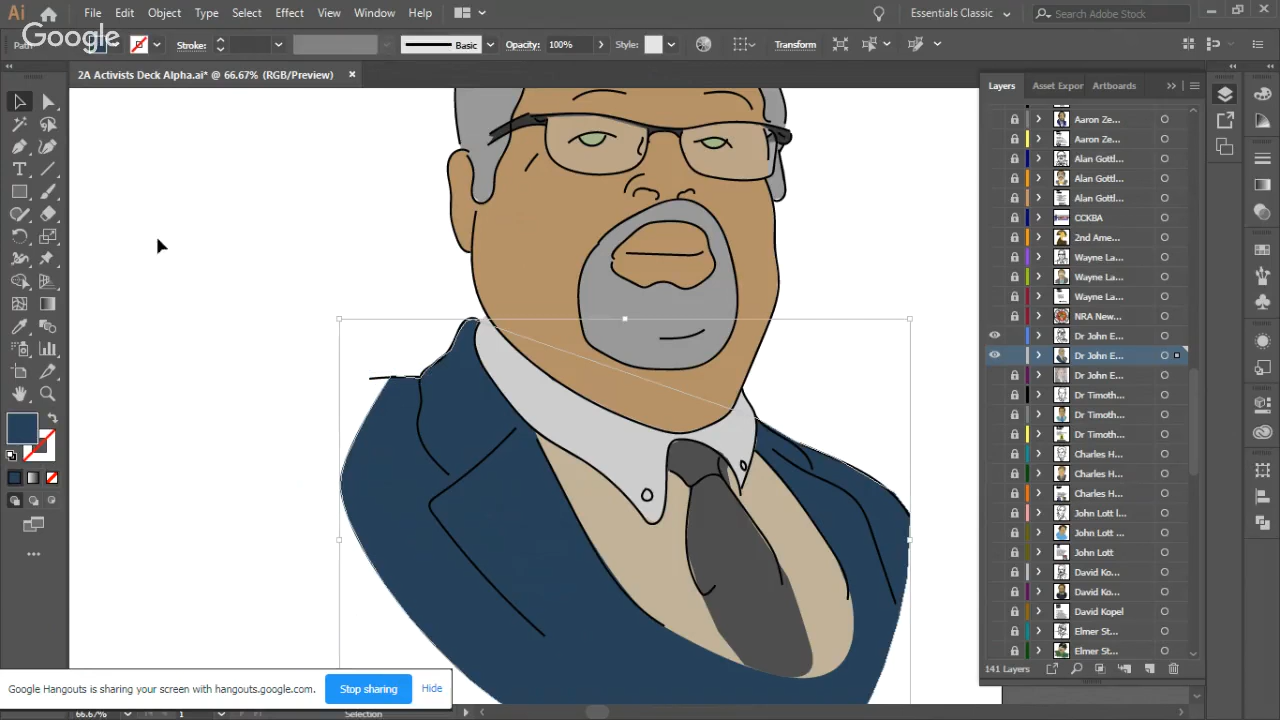 Ai File Edit Object Type Select Effect View Window Help Essentials Classic Search Adobe Stock
Google
Path Stroke: Basic Opacity: 100% Style: Transform
2A Activists Deck Alpha.ai* @ 66.67% (RGB/Preview) ×
Layers Asset Expor Artboards
Aaron Ze...
Aaron Ze...
Alan Gottl...
Alan Gottl...
Alan Gottl...
CCKBA
2nd Ame...
Wayne La...
Wayne La...
Wayne La...
NRA New...
Dr John E...
Dr John E...
Dr John E...
Dr Timoth...
Dr Timoth...
Dr Timoth...
Charles H...
Charles H...
Charles H...
John Lott l...
John Lott ...
John Lott
David Ko...
David Ko...
David Kopel
Elmer St...
Elmer St...
141 Layers
Google Hangouts is sharing your screen with hangouts.google.com. Stop sharing Hide
66.67% 1 Selection